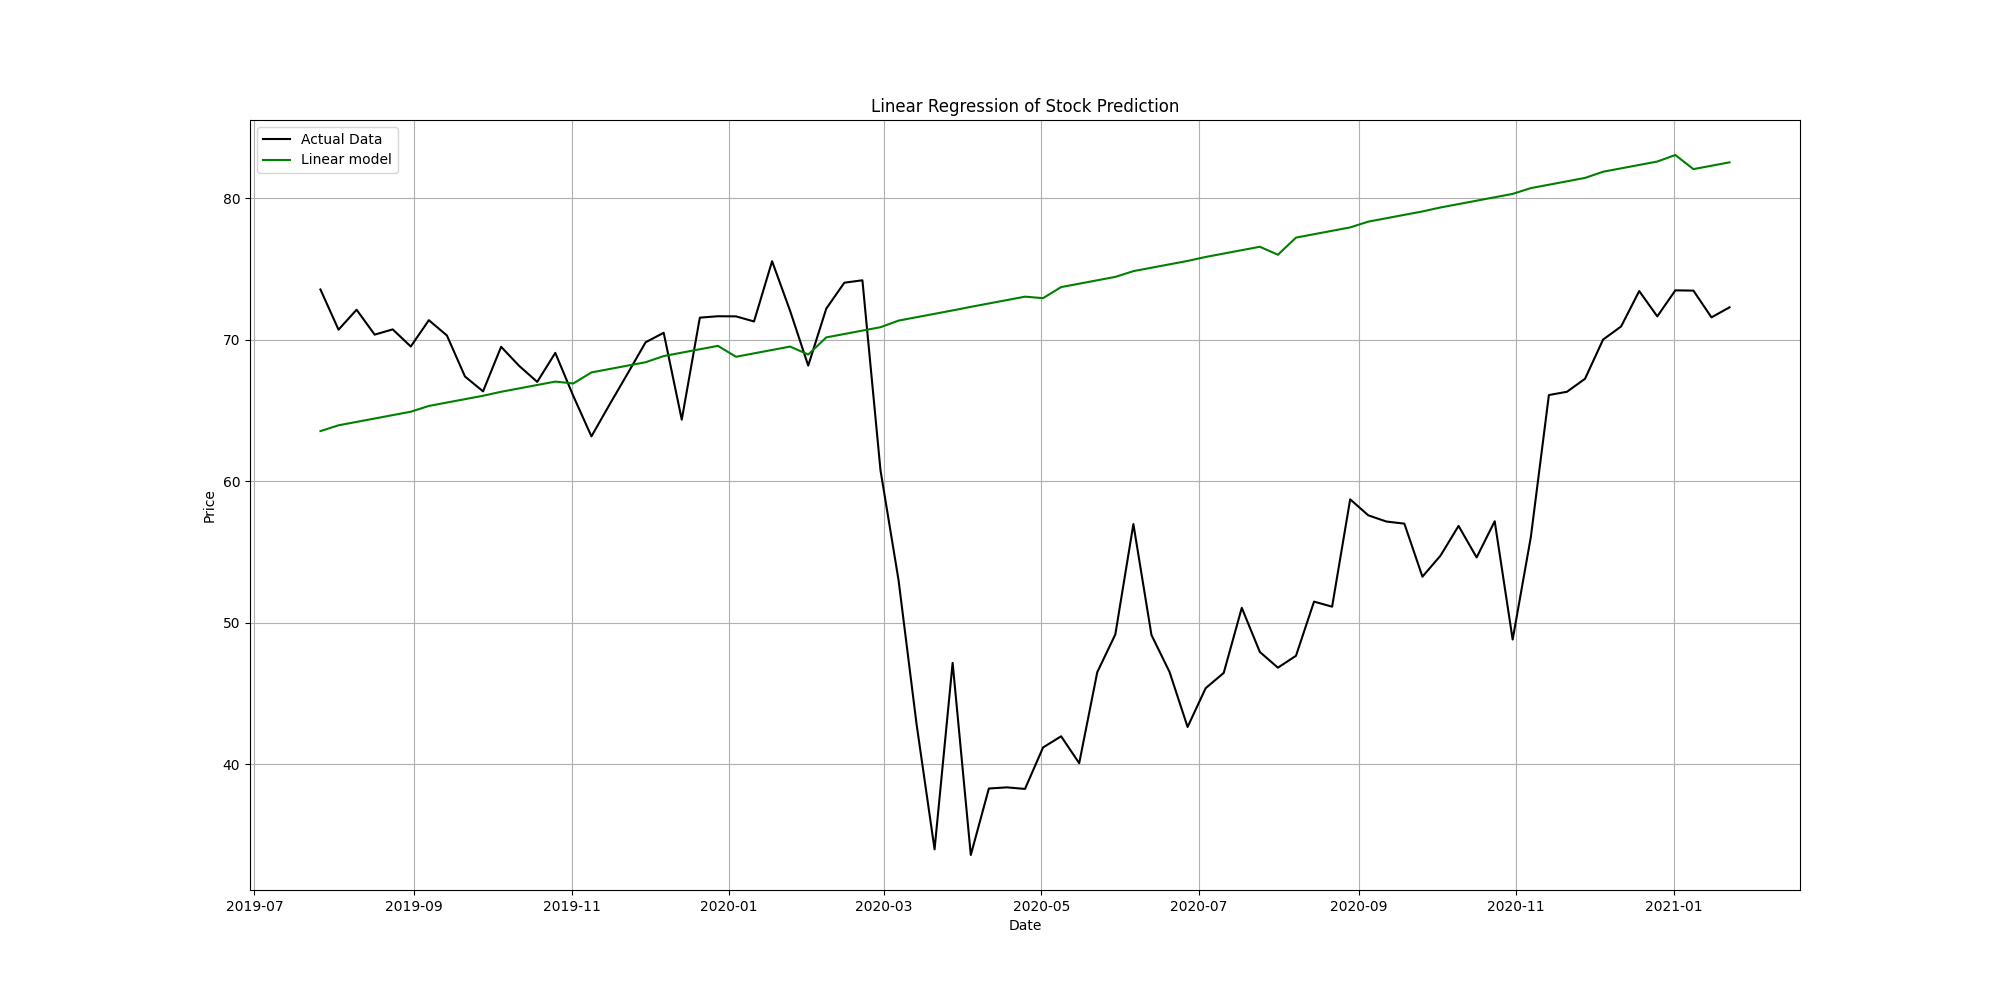 Linear Regression of Stock Prediction
Actual Data
Linear model
80
70
60
50
40
Price
2019-07 2019-09 2019-11 2020-01 2020-03 2020-05 2020-07 2020-09 2020-11 2021-01
Date